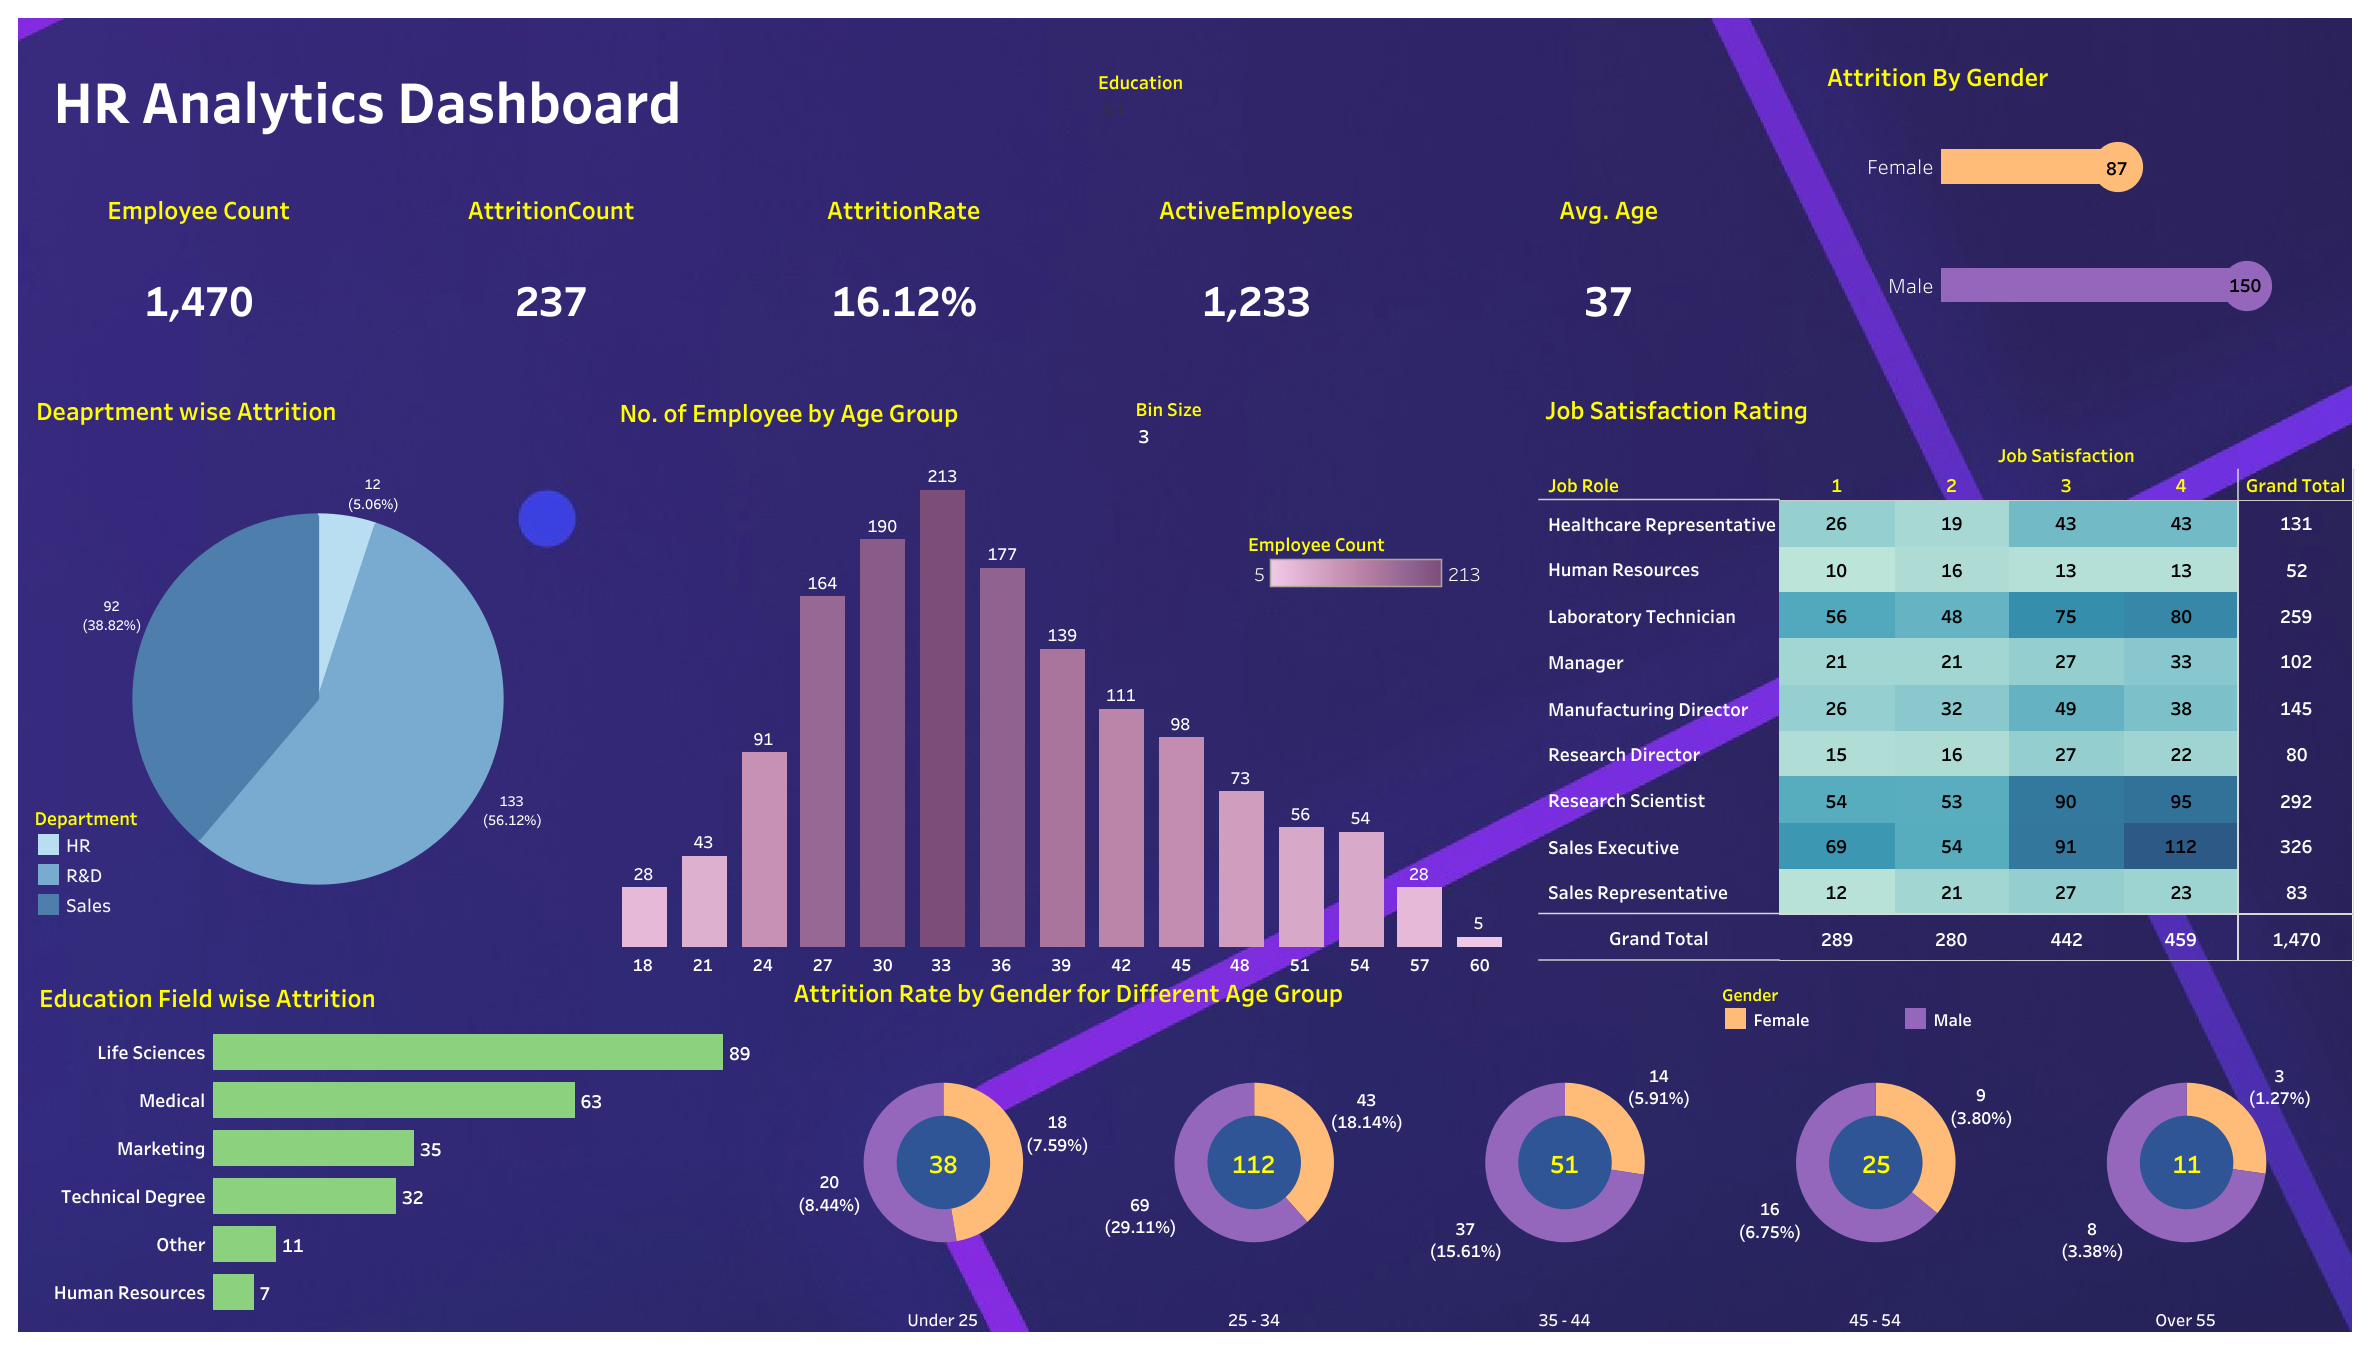 HR Analytics Dashboard
Education
Attrition By Gender
Female 87
Male 150
Employee Count
1,470
AttritionCount
237
AttritionRate
16.12%
ActiveEmployees
1,233
Avg. Age
37
Deaprtment wise Attrition
12
(5.06%)
92
(38.82%)
133
(56.12%)
Department
HR
R&D
Sales
No. of Employee by Age Group
Bin Size
3
Employee Count
5 213
28 43 91 164 190 213 177 139 111 98 73 56 54 28 5
18 21 24 27 30 33 36 39 42 45 48 51 54 57 60
Job Satisfaction Rating
Job Satisfaction
Job Role 1 2 3 4 Grand Total
Healthcare Representative 26 19 43 43 131
Human Resources 10 16 13 13 52
Laboratory Technician 56 48 75 80 259
Manager 21 21 27 33 102
Manufacturing Director 26 32 49 38 145
Research Director 15 16 27 22 80
Research Scientist 54 53 90 95 292
Sales Executive 69 54 91 112 326
Sales Representative 12 21 27 23 83
Grand Total 289 280 442 459 1,470
Education Field wise Attrition
Life Sciences 89
Medical 63
Marketing 35
Technical Degree 32
Other 11
Human Resources 7
Attrition Rate by Gender for Different Age Group
Gender
Female Male
18
(7.59%)
38
20
(8.44%)
Under 25
43
(18.14%)
112
69
(29.11%)
25 - 34
14
(5.91%)
51
37
(15.61%)
35 - 44
9
(3.80%)
25
16
(6.75%)
45 - 54
3
(1.27%)
11
8
(3.38%)
Over 55